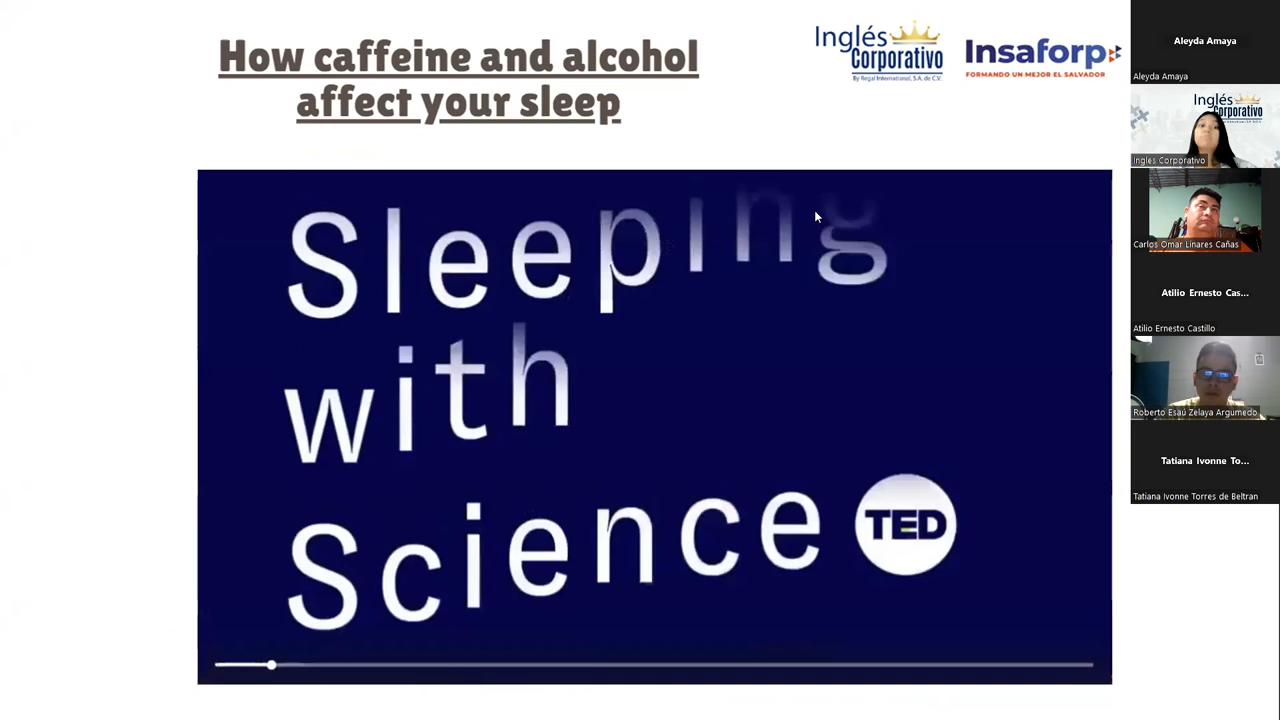 How caffeine and alcohol
affect your sleep
Inglés
Corporativo
By Regal International, S.A. de C.V.
Insaforp
FORMANDO UN MEJOR EL SALVADOR
Sleeping
with
Science
TED
Aleyda Amaya
Aleyda Amaya
Inglés
Corporativo
Ingles Corporativo
Carlos Omar Linares Cañas
Atilio Ernesto Cas...
Atilio Ernesto Castillo
Roberto Esaú Zelaya Argumedo
Tatiana Ivonne To...
Tatiana Ivonne Torres de Beltran